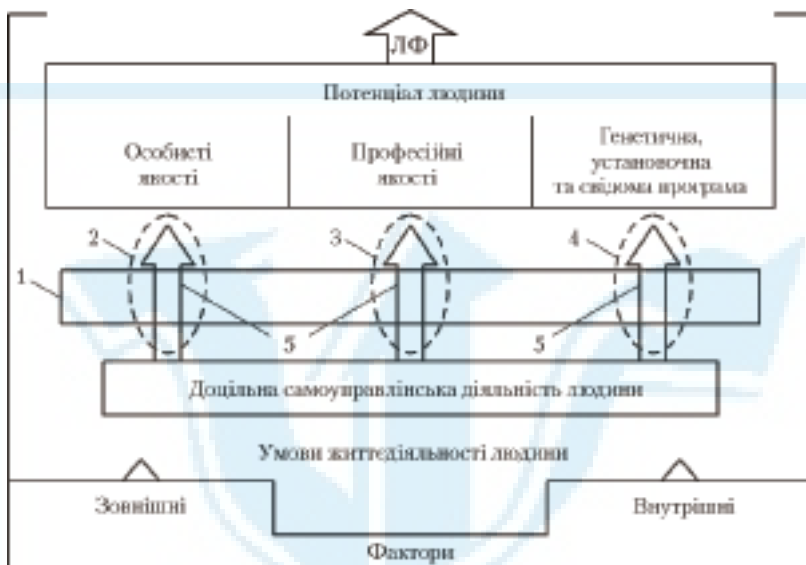 ЛФ
Потенціал людини
Особисті
якості
Професійні
якості
Генетична,
установочна
та свідома програма
2
3
4
1
5
5
Доцільна самоуправлінська діяльність людини
Умови життєдіяльності людини
Зовнішні
Внутрішні
Фактори